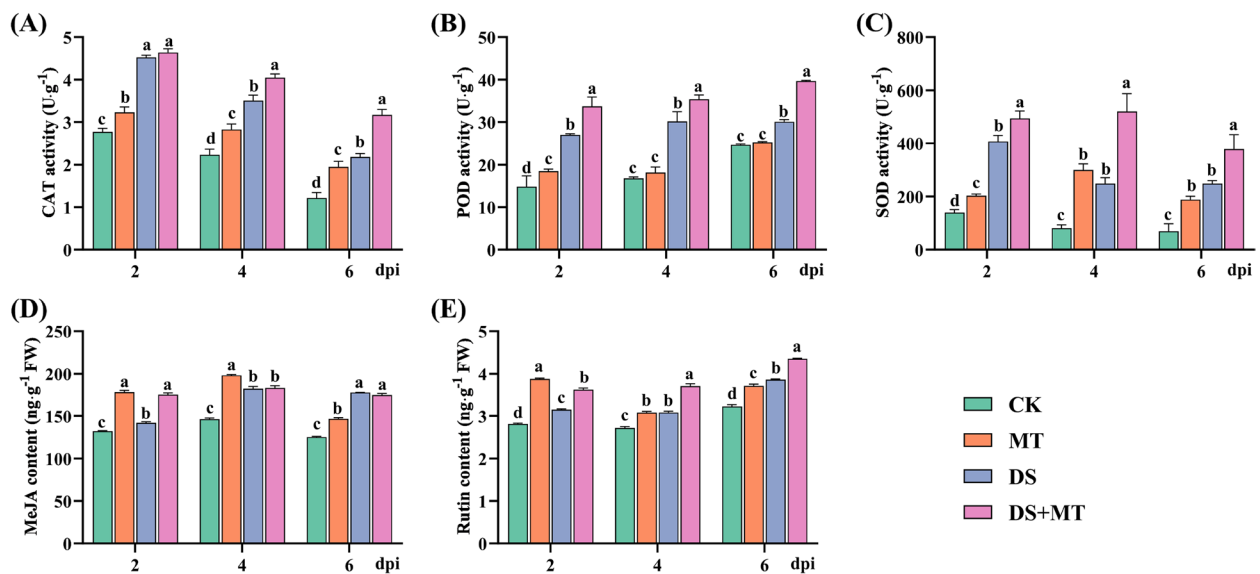 (A)
CAT activity (U·g⁻¹)
5
4
3
2
1
0
c b a a
d c b a
d c b a
2 4 6 dpi
(B)
POD activity (U·g⁻¹)
50
40
30
20
10
0
d c b a
c c b a
c c b a
2 4 6 dpi
(C)
SOD activity (U·g⁻¹)
800
600
400
200
0
d c b a
c b b a
c b b a
2 4 6 dpi
(D)
MeJA content (ng·g⁻¹ FW)
250
200
150
100
50
0
c a b a
c a b b
c b a a
2 4 6 dpi
(E)
Rutin content (ng·g⁻¹ FW)
5
4
3
2
1
0
d a c b
c b b a
d c b a
2 4 6 dpi
CK
MT
DS
DS+MT